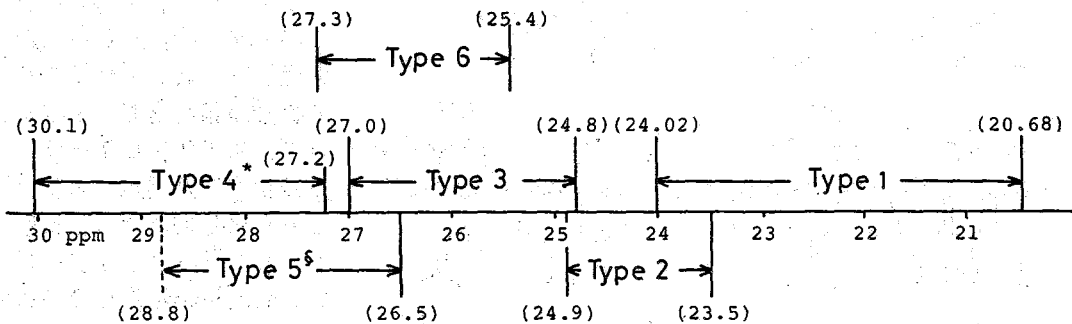 (27.3) (25.4)
Type 6
(30.1) (27.0) (24.8) (24.02) (20.68)
(27.2)
Type 4* Type 3 Type 1
30 ppm 29 28 27 26 25 24 23 22 21
Type 5§ Type 2
(28.8) (26.5) (24.9) (23.5)